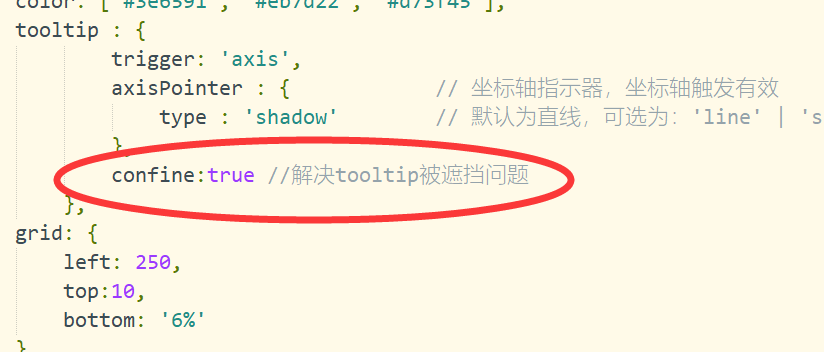 color: ['#3e6591', '#eb7d22', '#d73f45'],
tooltip : {
trigger: 'axis',
axisPointer : { // 坐标轴指示器，坐标轴触发有效
type : 'shadow' // 默认为直线，可选为：'line' | 's
},
confine:true //解决tooltip被遮挡问题
},
grid: {
left: 250,
top:10,
bottom: '6%'
}